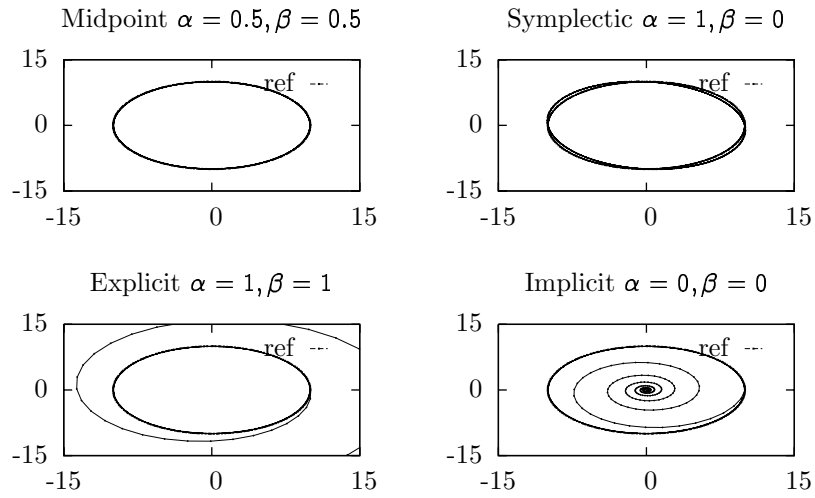 Midpoint α = 0.5, β = 0.5
15
0
-15
-15 0 15
ref
Symplectic α = 1, β = 0
15
0
-15
-15 0 15
ref
Explicit α = 1, β = 1
15
0
-15
-15 0 15
ref
Implicit α = 0, β = 0
15
0
-15
-15 0 15
ref